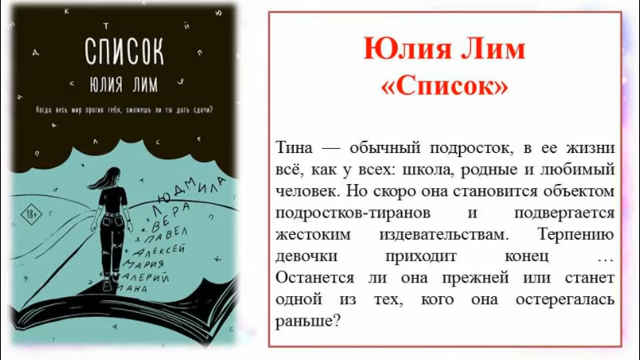 СПИСОК
ЮЛИЯ ЛИМ
Когда весь мир против тебя, сможешь ли ты дать сдачи?
18+
ЛЮДМИЛА
ВЕРА
ПАВЕЛ
АЛЕКСЕЙ
МАРИЯ
ВАЛЕРИЙ
Юлия Лим
«Список»
Тина — обычный подросток, в ее жизни
всё, как у всех: школа, родные и любимый
человек. Но скоро она становится объектом
подростков-тиранов и подвергается
жестоким издевательствам. Терпению
девочки приходит конец …
Останется ли она прежней или станет
одной из тех, кого она остерегалась
раньше?